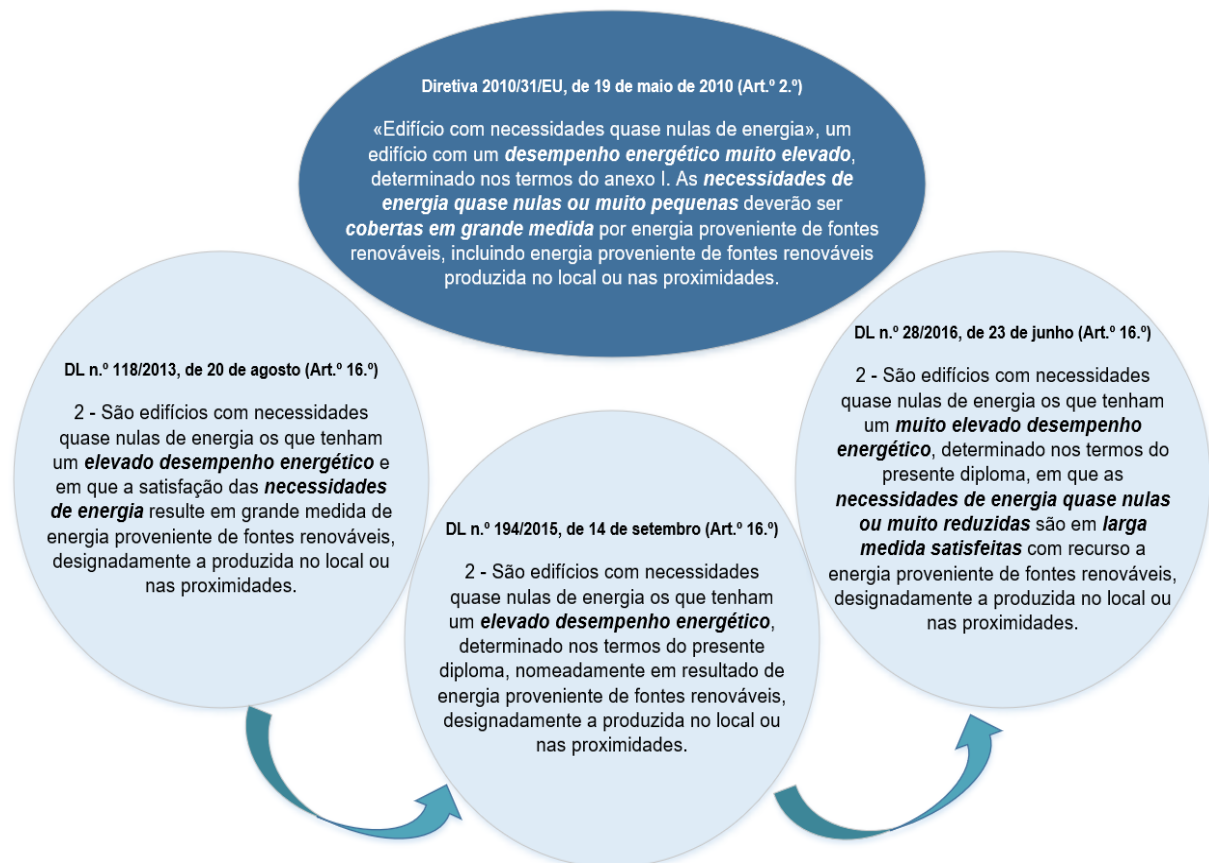 Diretiva 2010/31/EU, de 19 de maio de 2010 (Art.º 2.º)
«Edifício com necessidades quase nulas de energia», um
edifício com um desempenho energético muito elevado,
determinado nos termos do anexo I. As necessidades de
energia quase nulas ou muito pequenas deverão ser
cobertas em grande medida por energia proveniente de fontes
renováveis, incluindo energia proveniente de fontes renováveis
produzida no local ou nas proximidades.
DL n.º 118/2013, de 20 de agosto (Art.º 16.º)
2 - São edifícios com necessidades
quase nulas de energia os que tenham
um elevado desempenho energético e
em que a satisfação das necessidades
de energia resulte em grande medida de
energia proveniente de fontes renováveis,
designadamente a produzida no local ou
nas proximidades.
DL n.º 194/2015, de 14 de setembro (Art.º 16.º)
2 - São edifícios com necessidades
quase nulas de energia os que tenham
um elevado desempenho energético,
determinado nos termos do presente
diploma, nomeadamente em resultado de
energia proveniente de fontes renováveis,
designadamente a produzida no local ou
nas proximidades.
DL n.º 28/2016, de 23 de junho (Art.º 16.º)
2 - São edifícios com necessidades
quase nulas de energia os que tenham
um muito elevado desempenho
energético, determinado nos termos do
presente diploma, em que as
necessidades de energia quase nulas
ou muito reduzidas são em larga
medida satisfeitas com recurso a
energia proveniente de fontes renováveis,
designadamente a produzida no local ou
nas proximidades.